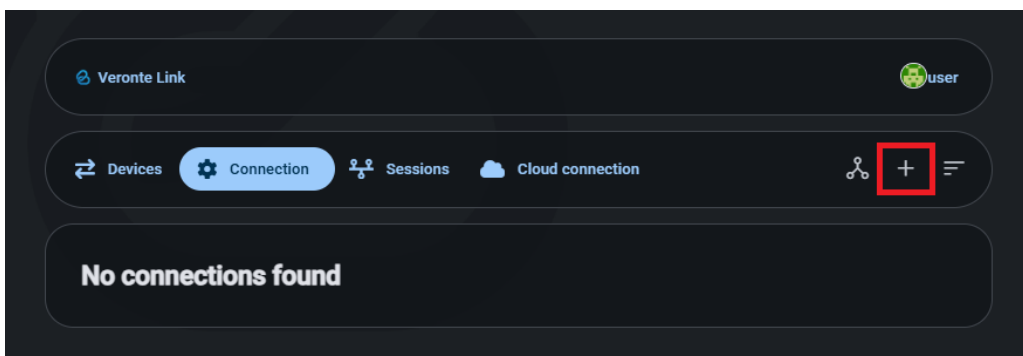 Veronte Link
user
Devices Connection Sessions Cloud connection
No connections found